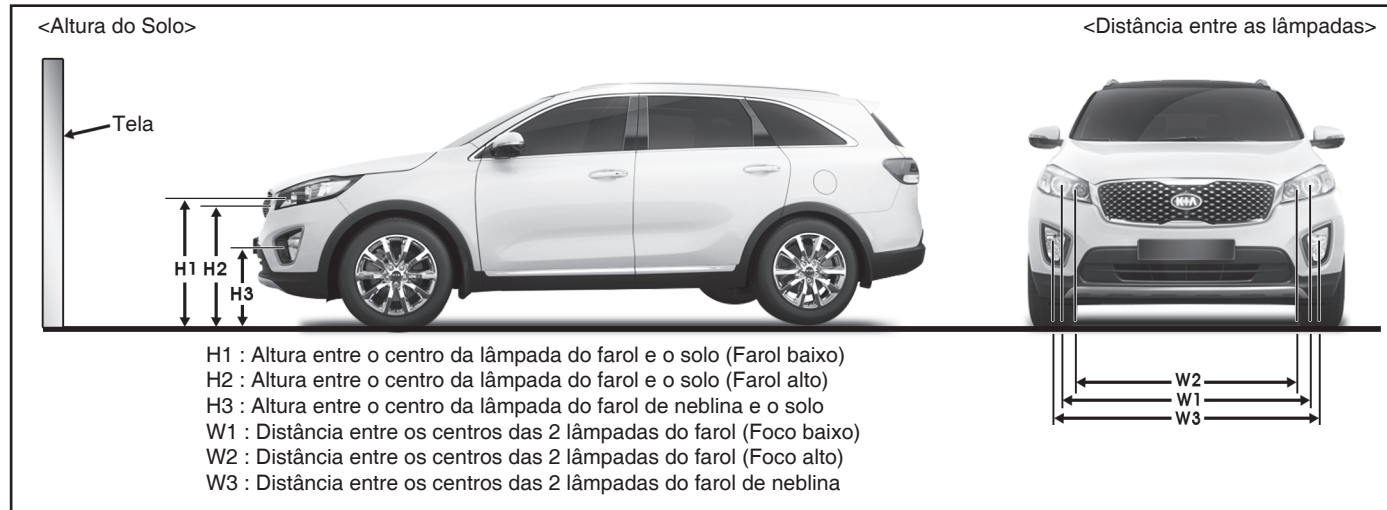 <Altura do Solo>
<Distância entre as lâmpadas>
Tela
H1
H2
H3
KIA
H1 : Altura entre o centro da lâmpada do farol e o solo (Farol baixo)
H2 : Altura entre o centro da lâmpada do farol e o solo (Farol alto)
H3 : Altura entre o centro da lâmpada do farol de neblina e o solo
W1 : Distância entre os centros das 2 lâmpadas do farol (Foco baixo)
W2 : Distância entre os centros das 2 lâmpadas do farol (Foco alto)
W3 : Distância entre os centros das 2 lâmpadas do farol de neblina
W2
W1
W3